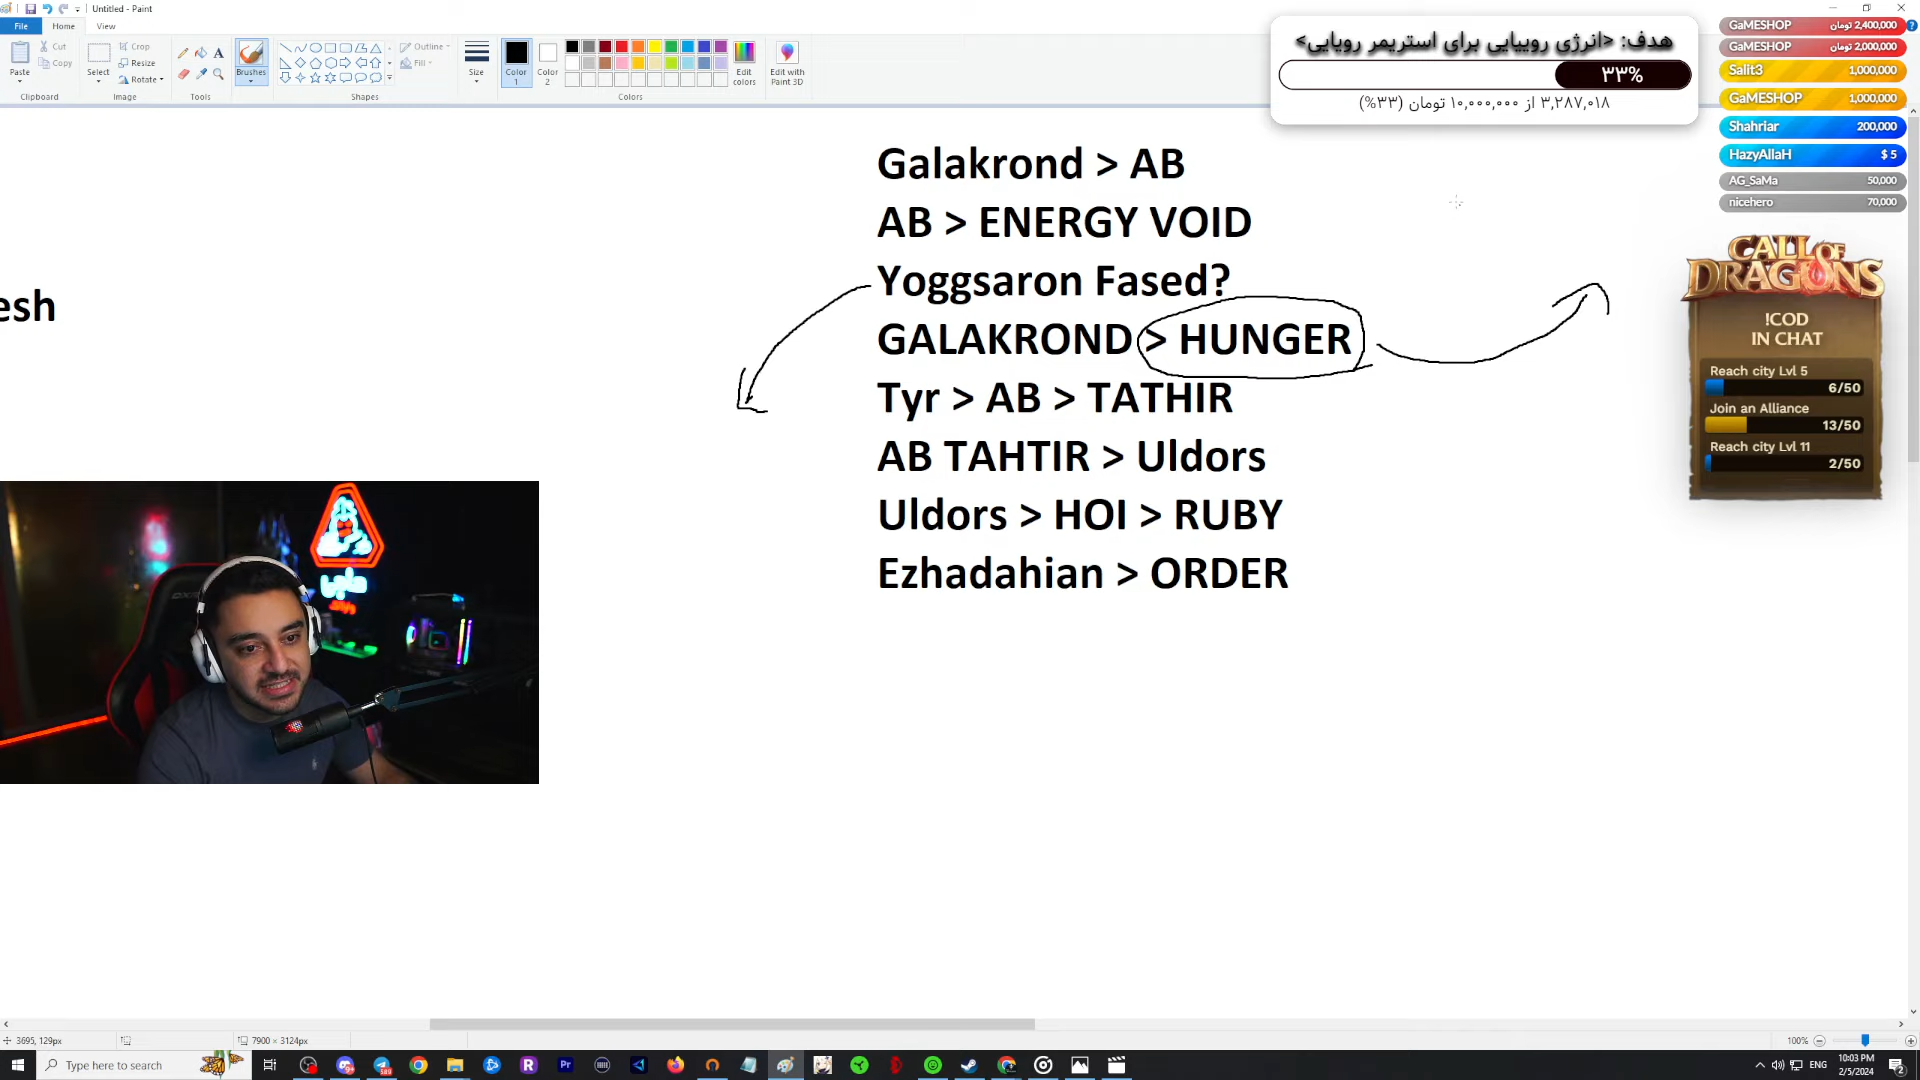 Untitled - Paint
File
Home
View
Paste
Cut
Copy
Clipboard
Select
Crop
Resize
Rotate
Image
Tools
Brushes
Shapes
Outline
Fill
Size
Color 1
Color 2
Edit colors
Edit with Paint 3D
Colors
هدف: <انرژی رویپایی برای استریمر رویایی>
۳۳%
۳,۲۸۷,۰۱۸ از ۱۰,۰۰۰,۰۰۰ تومان (۳۳%)
GaMESHOP 2,400,000 تومان
GaMESHOP 2,000,000 تومان
Salit3 1,000,000
GaMESHOP 1,000,000
Shahriar 200,000
HazyAllaH $ 5
AG_SaMa 50,000
nicehero 70,000
CALL OF DRAGONS
!COD
IN CHAT
Reach city Lvl 5
6/50
Join an Alliance
13/50
Reach city Lvl 11
2/50
esh
Galakrond > AB
AB > ENERGY VOID
Yoggsaron Fased?
GALAKROND > HUNGER
Tyr > AB > TATHIR
AB TAHTIR > Uldors
Uldors > HOI > RUBY
Ezhadahian > ORDER
3695, 129px
7900 × 3124px
100%
Type here to search
ENG
10:03 PM
2/5/2024